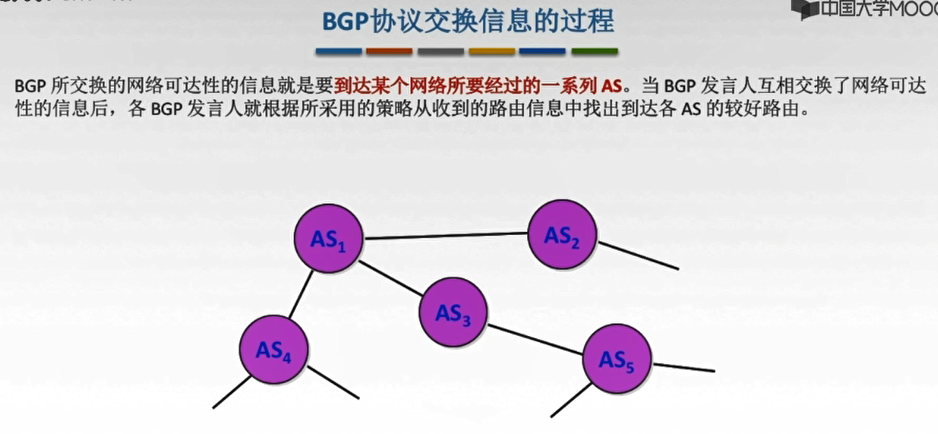 中国大学MOOC
BGP协议交换信息的过程
BGP 所交换的网络可达性的信息就是要到达某个网络所要经过的一系列 AS。当 BGP 发言人互相交换了网络可达
性的信息后，各 BGP 发言人就根据所采用的策略从收到的路由信息中找出到达各 AS 的较好路由。
AS1
AS2
AS3
AS4
AS5